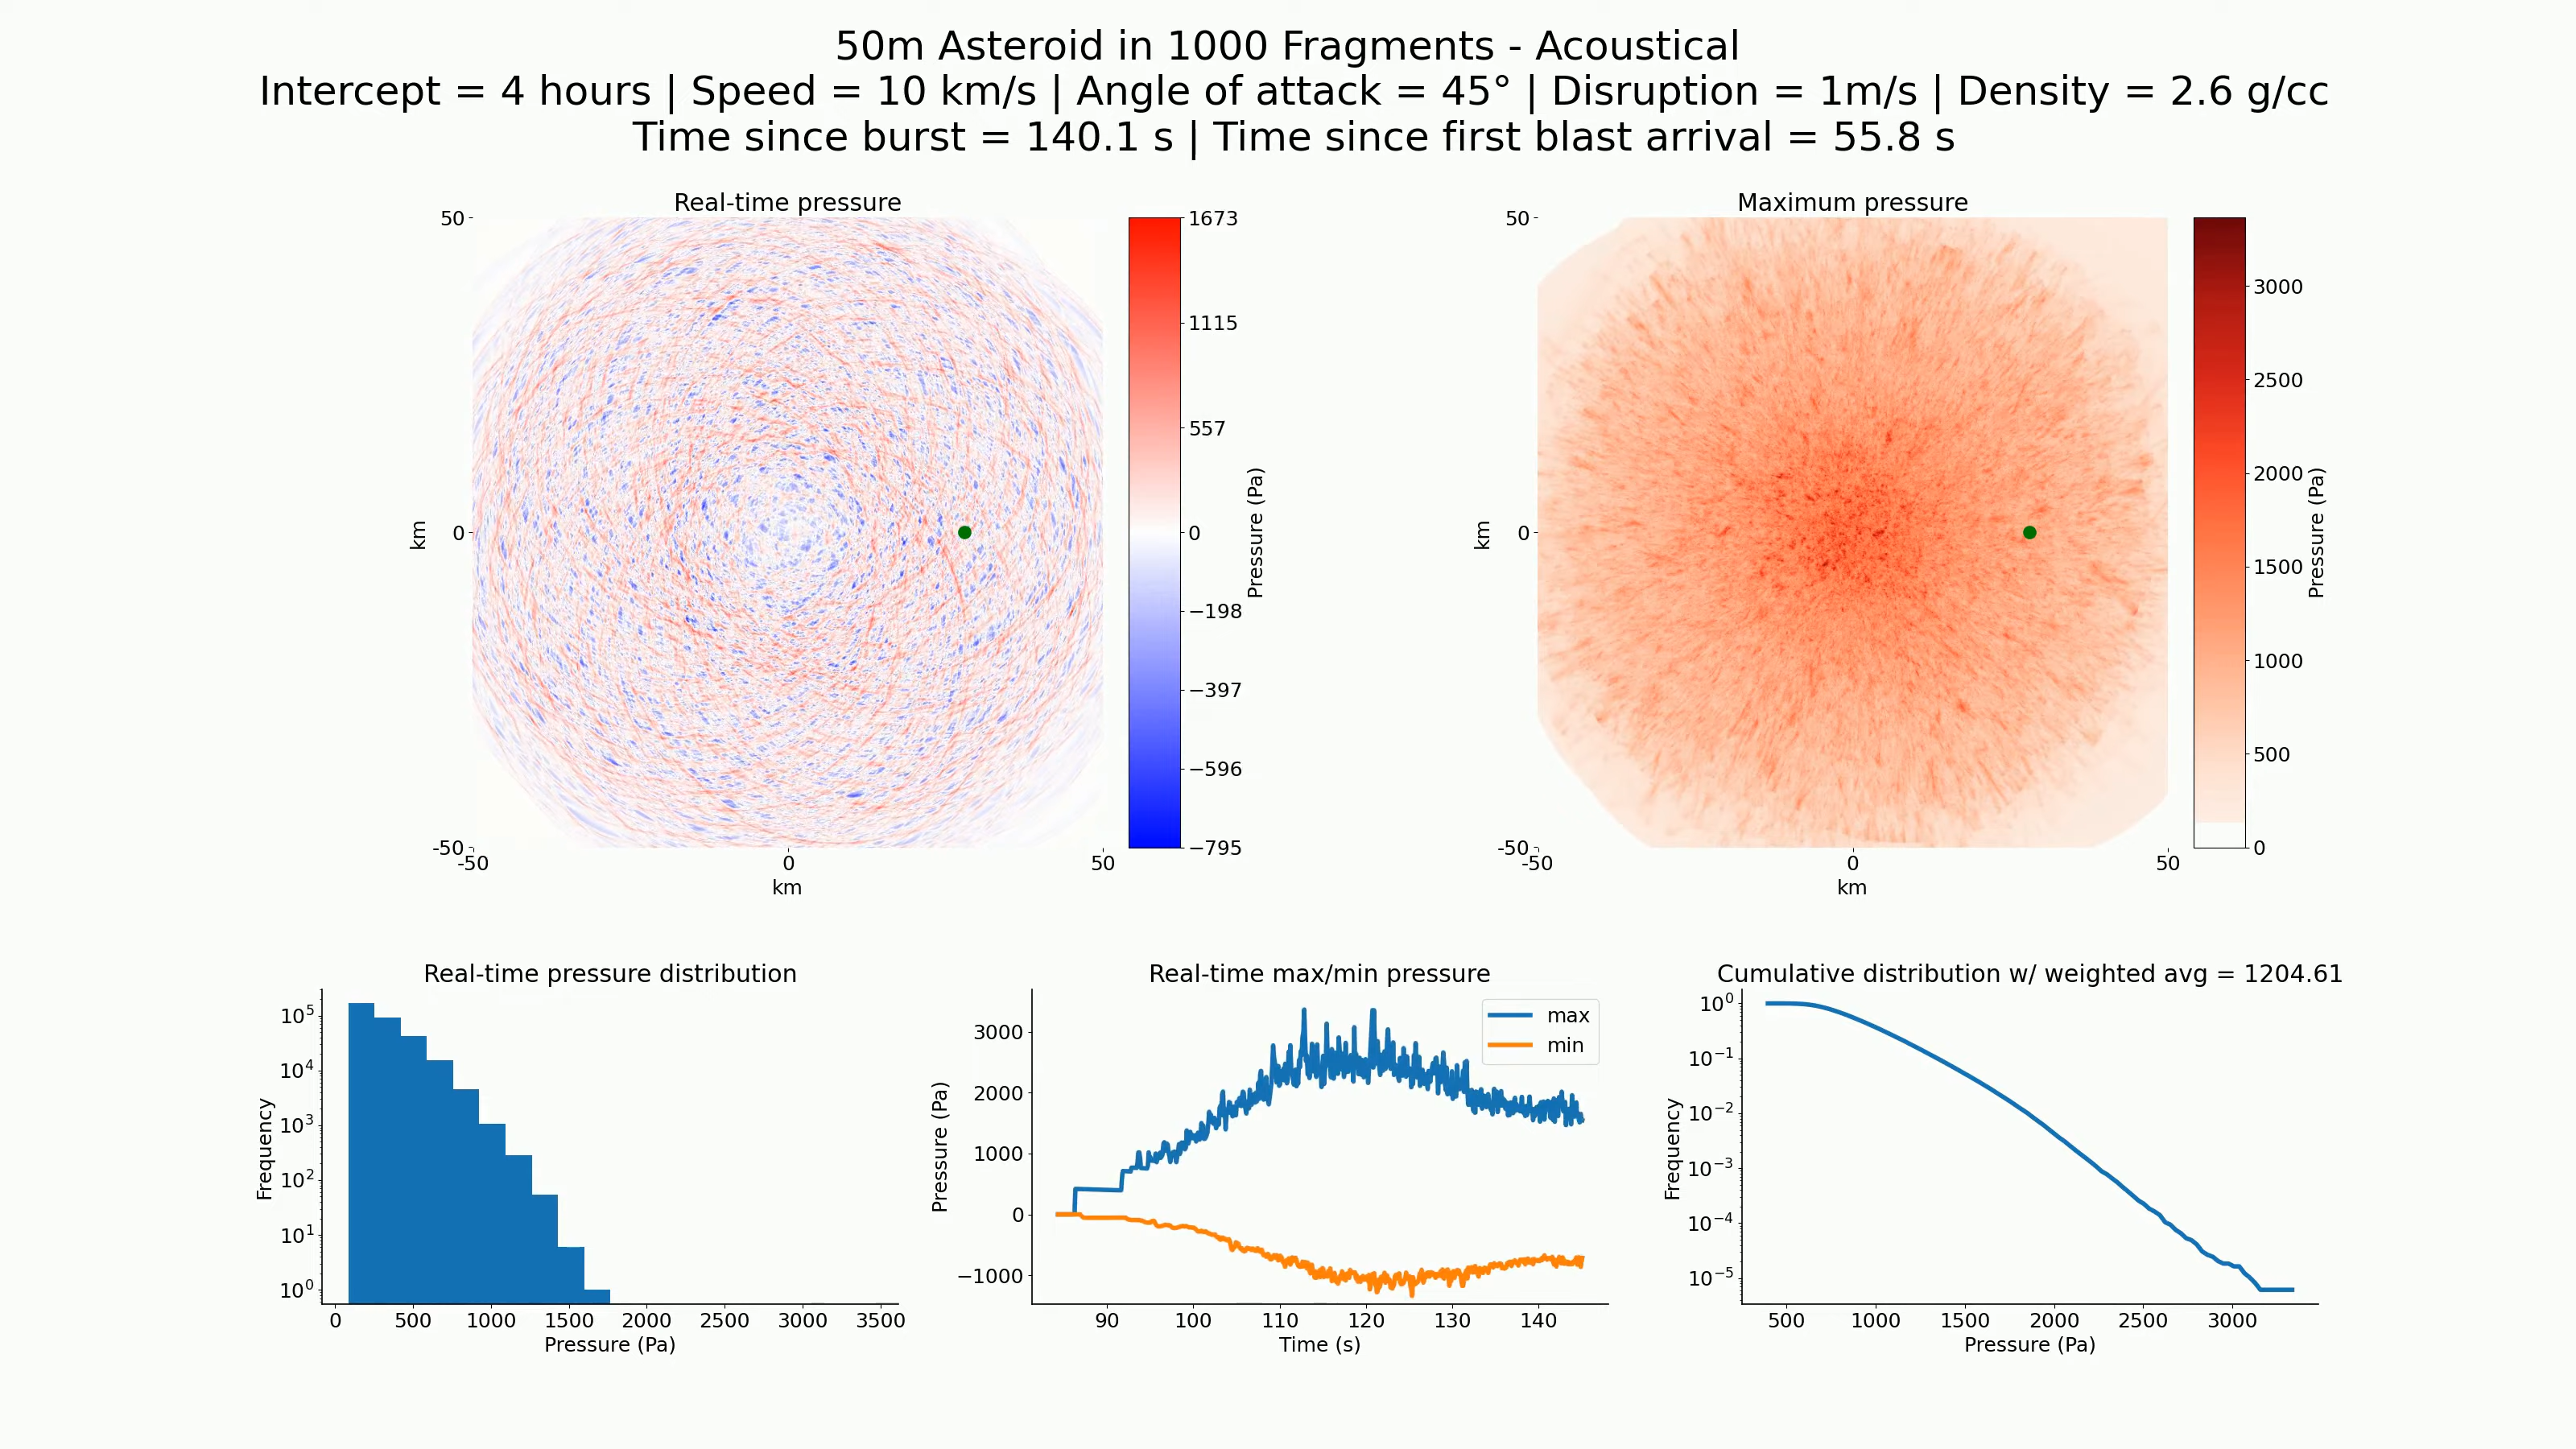 50m Asteroid in 1000 Fragments - Acoustical
Intercept = 4 hours | Speed = 10 km/s | Angle of attack = 45° | Disruption = 1m/s | Density = 2.6 g/cc
Time since burst = 140.1 s | Time since first blast arrival = 55.8 s
Real-time pressure
50
0
-50
km
-50
0
50
km
1673
1115
557
0
−198
−397
−596
−795
Pressure (Pa)
Maximum pressure
50
0
-50
km
-50
0
50
km
3000
2500
2000
1500
1000
500
0
Pressure (Pa)
Real-time pressure distribution
10^5
10^4
10^3
10^2
10^1
10^0
Frequency
0 500 1000 1500 2000 2500 3000 3500
Pressure (Pa)
Real-time max/min pressure
max
min
3000
2000
1000
0
−1000
Pressure (Pa)
90 100 110 120 130 140
Time (s)
Cumulative distribution w/ weighted avg = 1204.61
10^0
10^-1
10^-2
10^-3
10^-4
10^-5
Frequency
500 1000 1500 2000 2500 3000
Pressure (Pa)